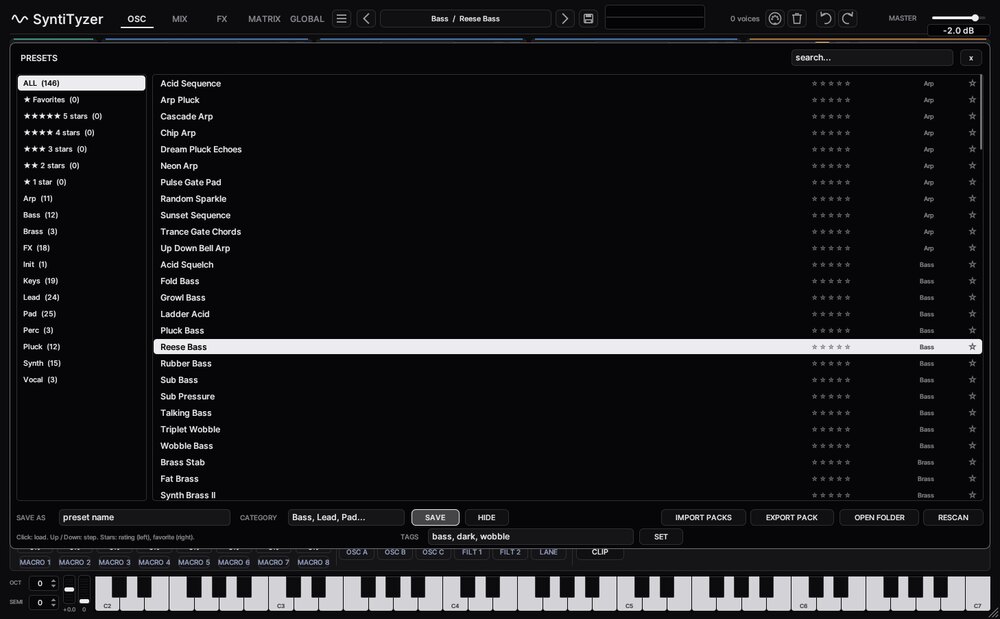 SyntiTyzer OSC MIX FX MATRIX GLOBAL Bass / Reese Bass 0 voices MASTER
-2.0 dB
PRESETS search... x
ALL (146)
★ Favorites (0)
★★★★★ 5 stars (0)
★★★★ 4 stars (0)
★★★ 3 stars (0)
★★ 2 stars (0)
★ 1 star (0)
Arp (11)
Bass (12)
Brass (3)
FX (18)
Init (1)
Keys (19)
Lead (24)
Pad (25)
Perc (3)
Pluck (12)
Synth (15)
Vocal (3)
Acid Sequence Arp
Arp Pluck Arp
Cascade Arp Arp
Chip Arp Arp
Dream Pluck Echoes Arp
Neon Arp Arp
Pulse Gate Pad Arp
Random Sparkle Arp
Sunset Sequence Arp
Trance Gate Chords Arp
Up Down Bell Arp Arp
Acid Squelch Bass
Fold Bass Bass
Growl Bass Bass
Ladder Acid Bass
Pluck Bass Bass
Reese Bass Bass
Rubber Bass Bass
Sub Bass Bass
Sub Pressure Bass
Talking Bass Bass
Triplet Wobble Bass
Wobble Bass Bass
Brass Stab Brass
Fat Brass Brass
Synth Brass II Brass
SAVE AS preset name CATEGORY Bass, Lead, Pad... SAVE HIDE IMPORT PACKS EXPORT PACK OPEN FOLDER RESCAN
Click: load. Up / Down: step. Stars: rating (left), favorite (right). TAGS bass, dark, wobble SET
OSC A OSC B OSC C FILT 1 FILT 2 LANE CLIP
MACRO 1 MACRO 2 MACRO 3 MACRO 4 MACRO 5 MACRO 6 MACRO 7 MACRO 8
OCT 0
SEMI 0
+0.0 0
C2 C3 C4 C5 C6 C7